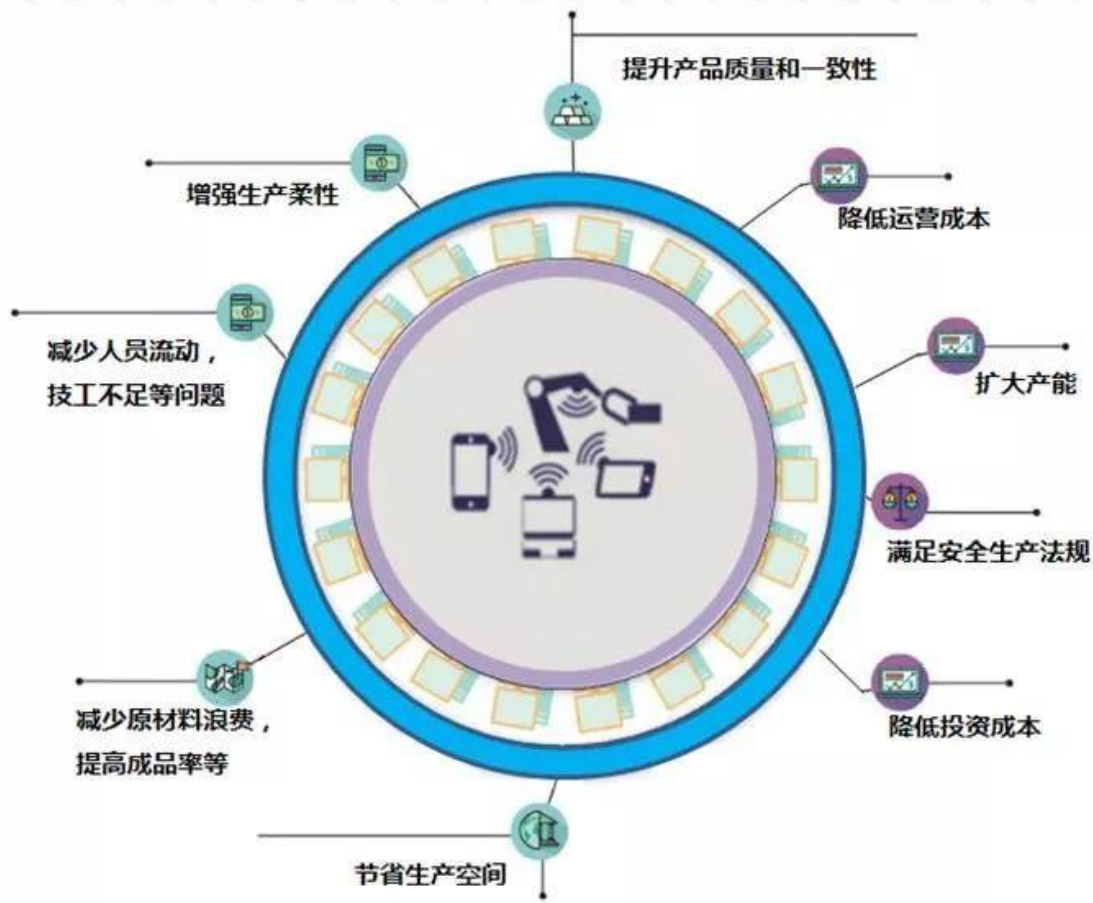 提升产品质量和一致性
增强生产柔性
降低运营成本
减少人员流动，
技工不足等问题
扩大产能
满足安全生产法规
减少原材料浪费，
提高成品率等
降低投资成本
节省生产空间